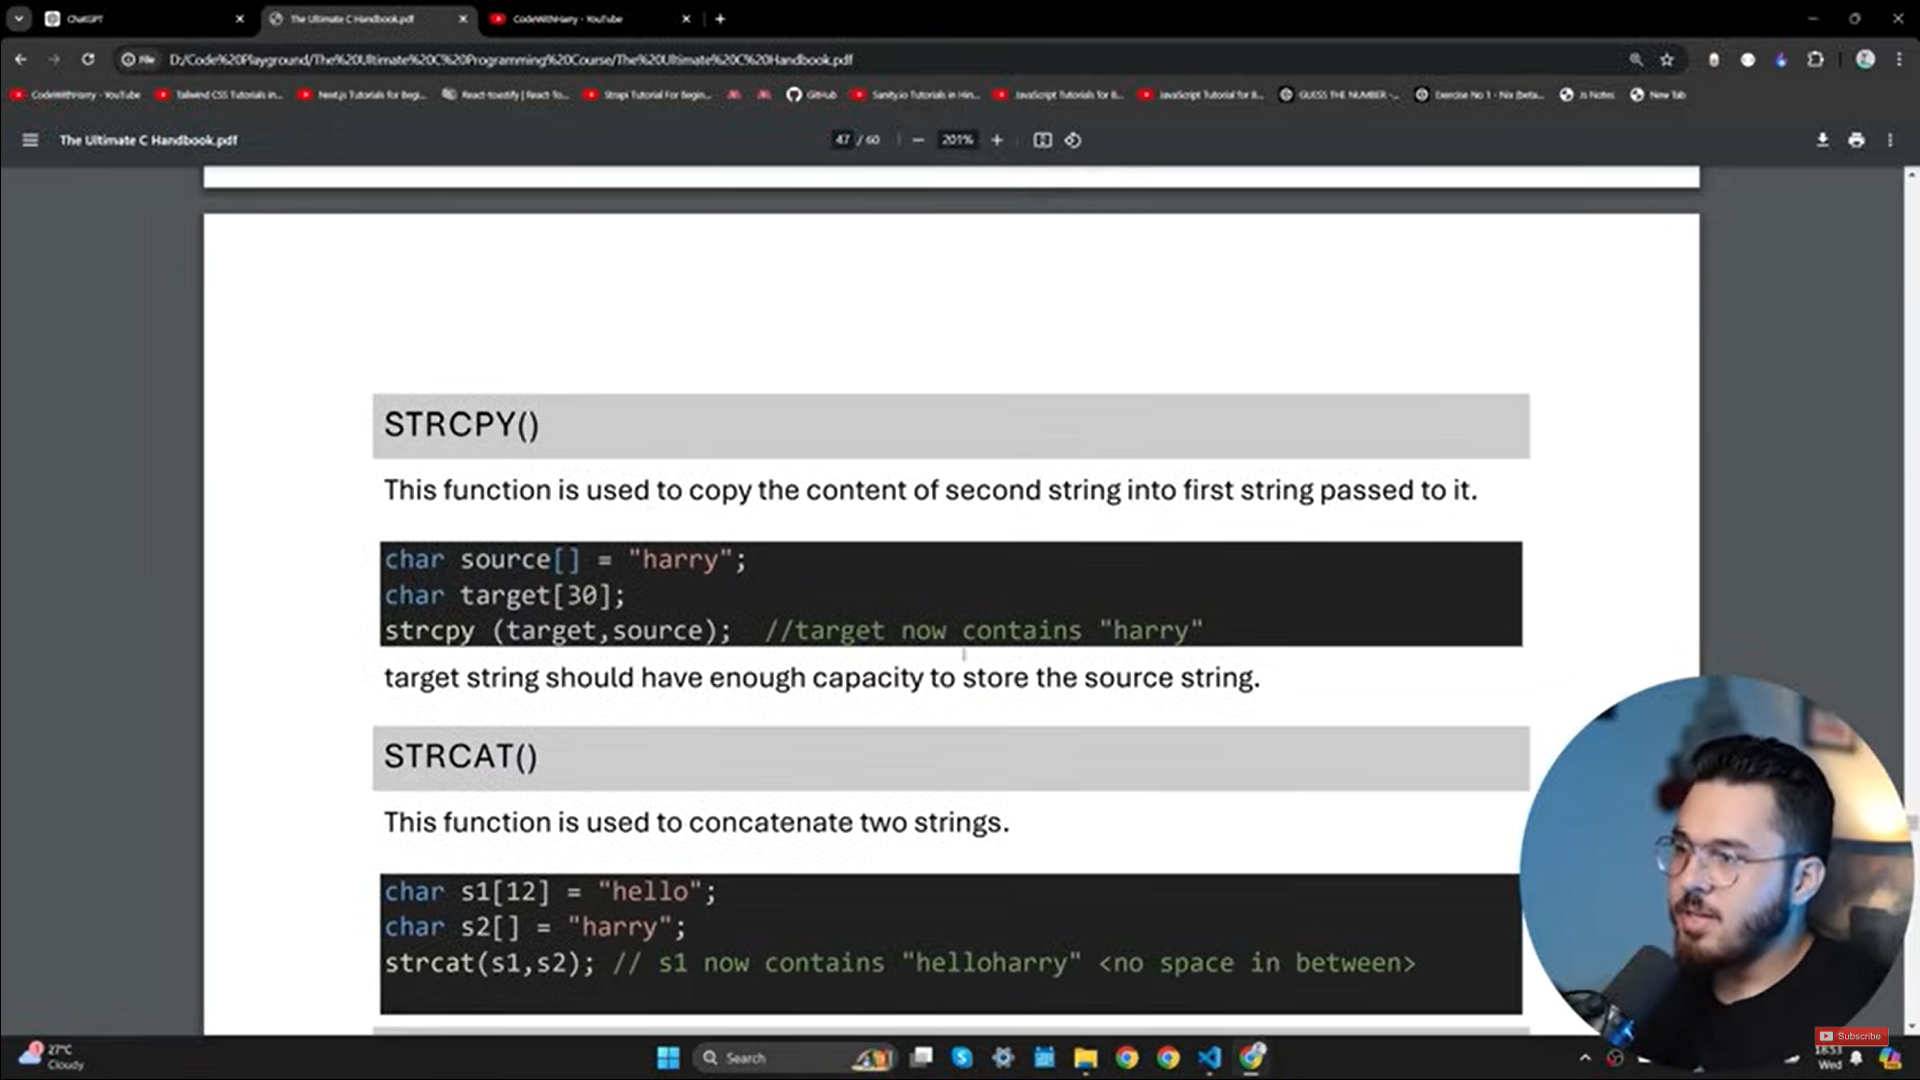 ChatGPT
The Ultimate C Handbook.pdf
CodeWithHarry - YouTube
File
D:/Code%20Playground/The%20Ultimate%20C%20Programming%20Course/The%20Ultimate%20C%20Handbook.pdf
CodeWithHarry - YouTube
Tailwind CSS Tutorials in...
Next.js Tutorials for Begi...
React-toastify | React-To...
Strapi Tutorial For Begin...
GitHub
Sanity.io Tutorials in Hin...
JavaScript Tutorials for B...
JavaScript Tutorial for B...
GUESS THE NUMBER -...
Exercise No 1 - Nix (beta...
Js Notes
New Tab
The Ultimate C Handbook.pdf
47 / 60
201%
STRCPY()
This function is used to copy the content of second string into first string passed to it.
char source[] = "harry";
char target[30];
strcpy (target,source); //target now contains "harry"
target string should have enough capacity to store the source string.
STRCAT()
This function is used to concatenate two strings.
char s1[12] = "hello";
char s2[] = "harry";
strcat(s1,s2); // s1 now contains "helloharry" <no space in between>
Subscribe
27°C
Cloudy
Search
18:53
Wed